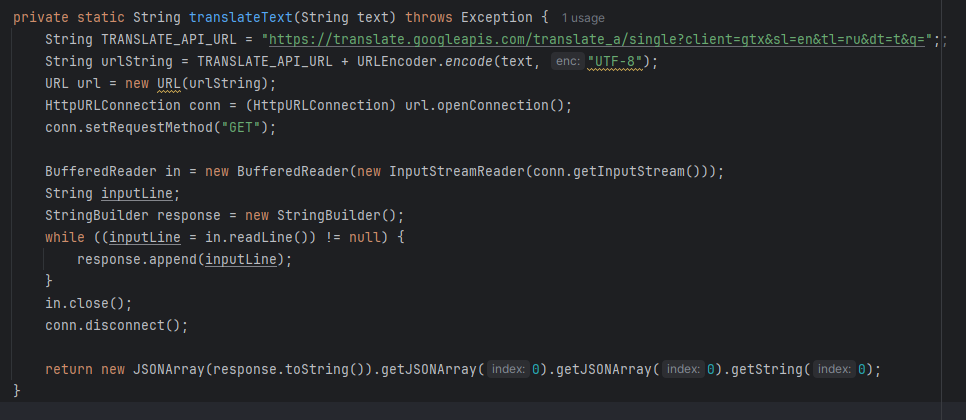 private static String translateText(String text) throws Exception { 1 usage
    String TRANSLATE_API_URL = "https://translate.googleapis.com/translate_a/single?client=gtx&sl=en&tl=ru&dt=t&q=";;
    String urlString = TRANSLATE_API_URL + URLEncoder.encode(text, enc: "UTF-8");
    URL url = new URL(urlString);
    HttpURLConnection conn = (HttpURLConnection) url.openConnection();
    conn.setRequestMethod("GET");

    BufferedReader in = new BufferedReader(new InputStreamReader(conn.getInputStream()));
    String inputLine;
    StringBuilder response = new StringBuilder();
    while ((inputLine = in.readLine()) != null) {
        response.append(inputLine);
    }
    in.close();
    conn.disconnect();

    return new JSONArray(response.toString()).getJSONArray( index: 0).getJSONArray( index: 0).getString( index: 0);
}